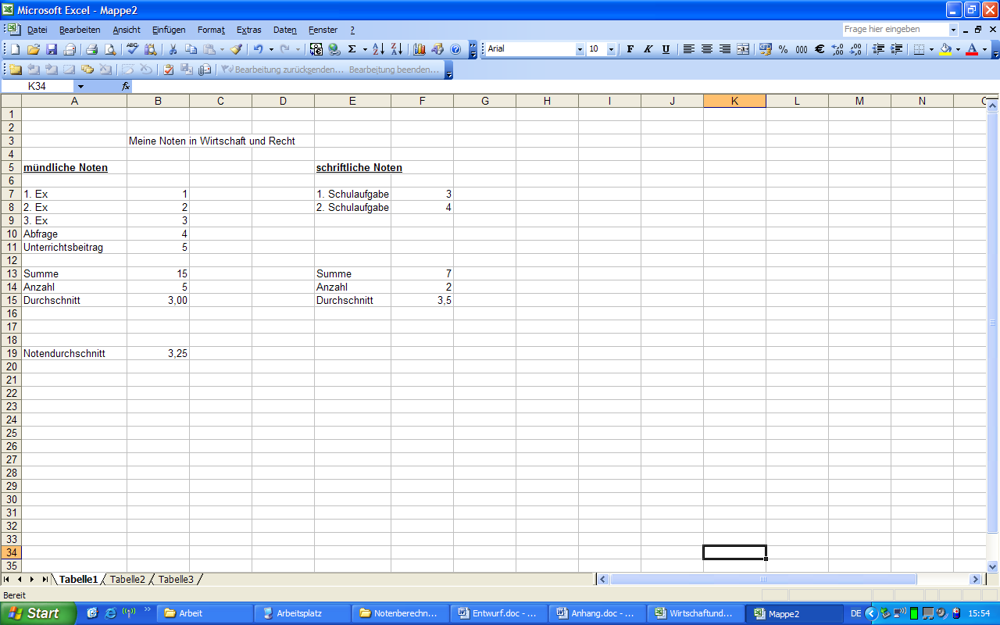 Microsoft Excel - Mappe2
Datei Bearbeiten Ansicht Einfügen Format Extras Daten Fenster ? Frage hier eingeben
Arial 10 F K U % 000 €
Bearbeitung zurücksenden... Bearbeitung beenden...
K34 fx
A B C D E F G H I J K L M N
1
2
3 Meine Noten in Wirtschaft und Recht
4
5 mündliche Noten schriftliche Noten
6
7 1. Ex 1 1. Schulaufgabe 3
8 2. Ex 2 2. Schulaufgabe 4
9 3. Ex 3
10 Abfrage 4
11 Unterrichtsbeitrag 5
12
13 Summe 15 Summe 7
14 Anzahl 5 Anzahl 2
15 Durchschnitt 3,00 Durchschnitt 3,5
16
17
18
19 Notendurchschnitt 3,25
20
21
22
23
24
25
26
27
28
29
30
31
32
33
34
35
Tabelle1 Tabelle2 Tabelle3
Bereit
Start Arbeit Arbeitsplatz Notenberechn... Entwurf.doc - ... Anhang.doc - ... Wirtschaftund... Mappe2 DE 15:54